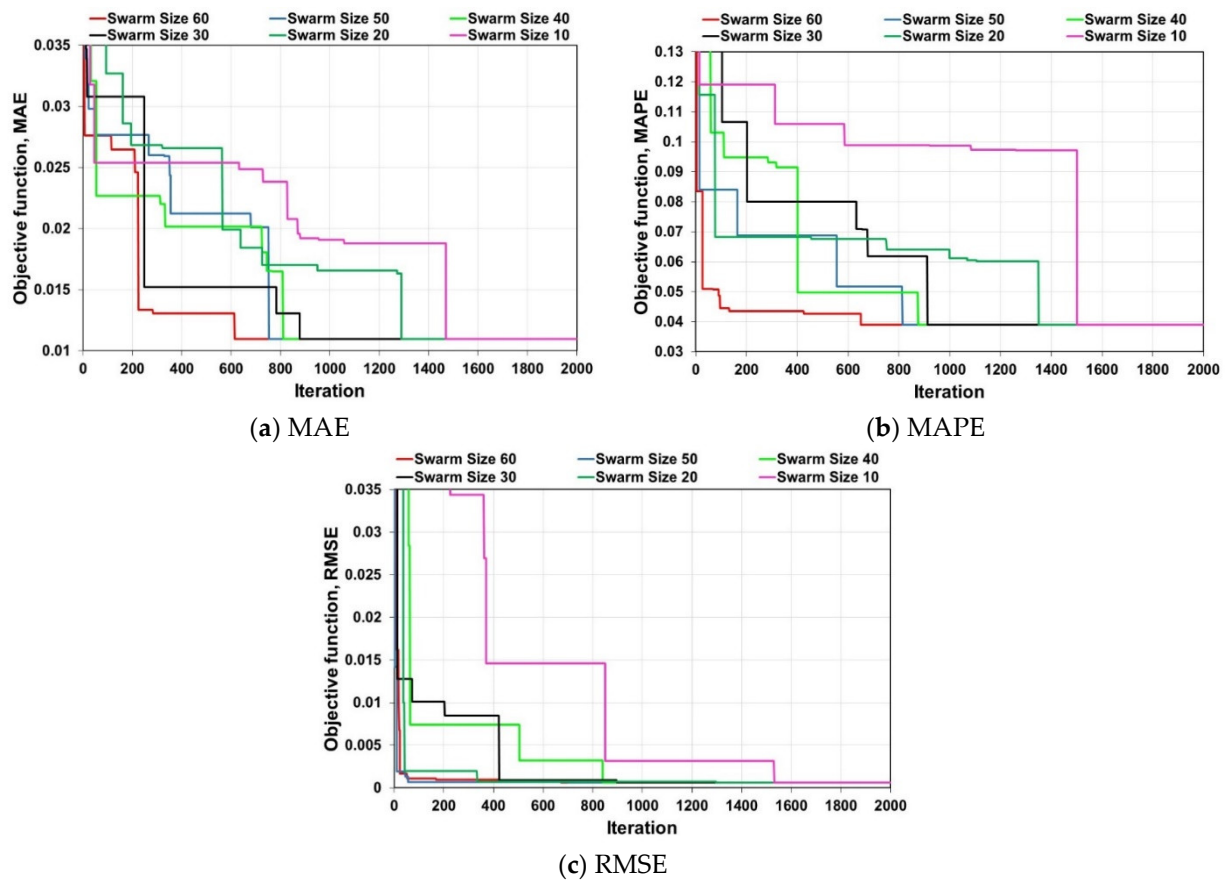 Swarm Size 60 Swarm Size 50 Swarm Size 40
Swarm Size 30 Swarm Size 20 Swarm Size 10
Objective function, MAE
0.035
0.03
0.025
0.02
0.015
0.01
0 200 400 600 800 1000 1200 1400 1600 1800 2000
Iteration
(a) MAE
Swarm Size 60 Swarm Size 50 Swarm Size 40
Swarm Size 30 Swarm Size 20 Swarm Size 10
Objective function, MAPE
0.13
0.12
0.11
0.1
0.09
0.08
0.07
0.06
0.05
0.04
0.03
0 200 400 600 800 1000 1200 1400 1600 1800 2000
Iteration
(b) MAPE
Swarm Size 60 Swarm Size 50 Swarm Size 40
Swarm Size 30 Swarm Size 20 Swarm Size 10
Objective function, RMSE
0.035
0.03
0.025
0.02
0.015
0.01
0.005
0
0 200 400 600 800 1000 1200 1400 1600 1800 2000
Iteration
(c) RMSE